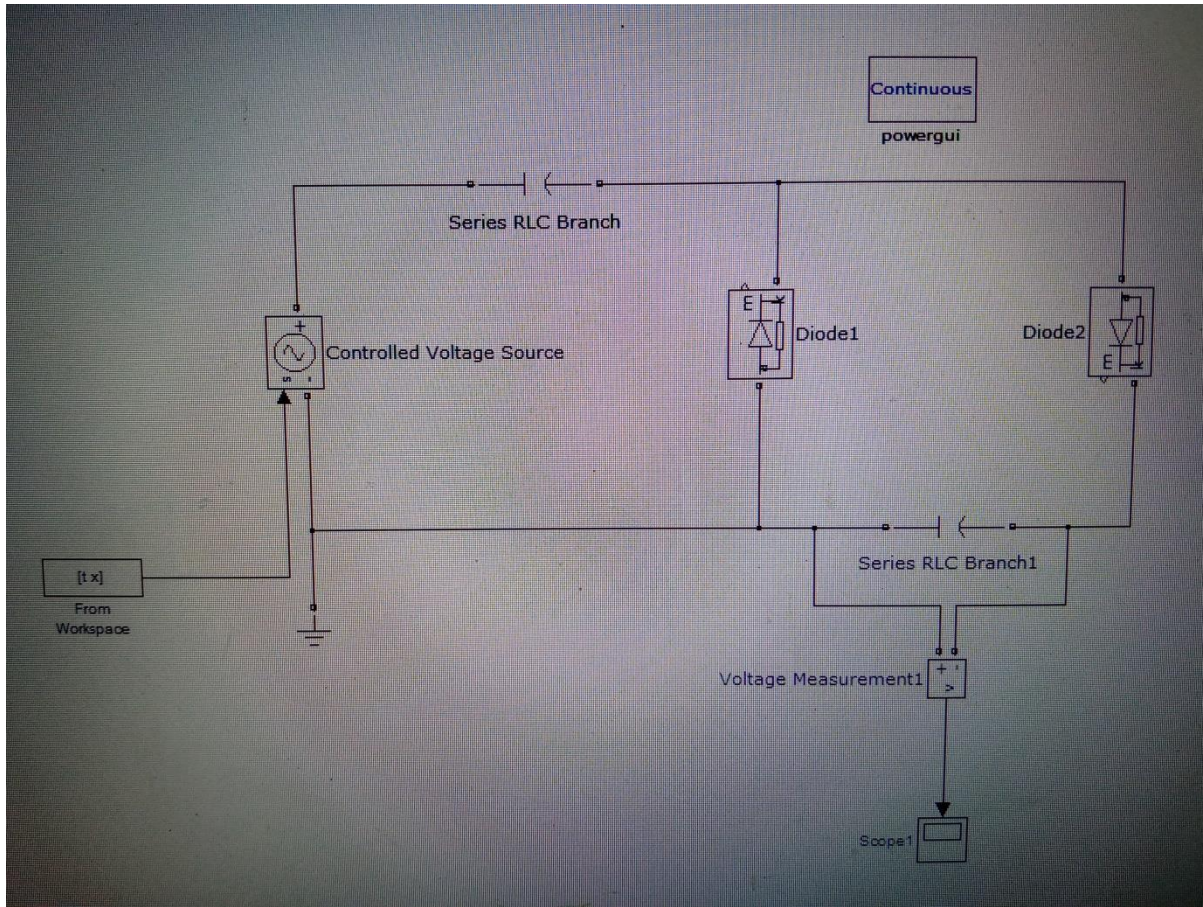 Continuous
powergui
Series RLC Branch
E
Diode1
Diode2
E
+
Controlled Voltage Source
s
-
Series RLC Branch1
[t x]
From
Workspace
Voltage Measurement1
+
-
v
Scope1